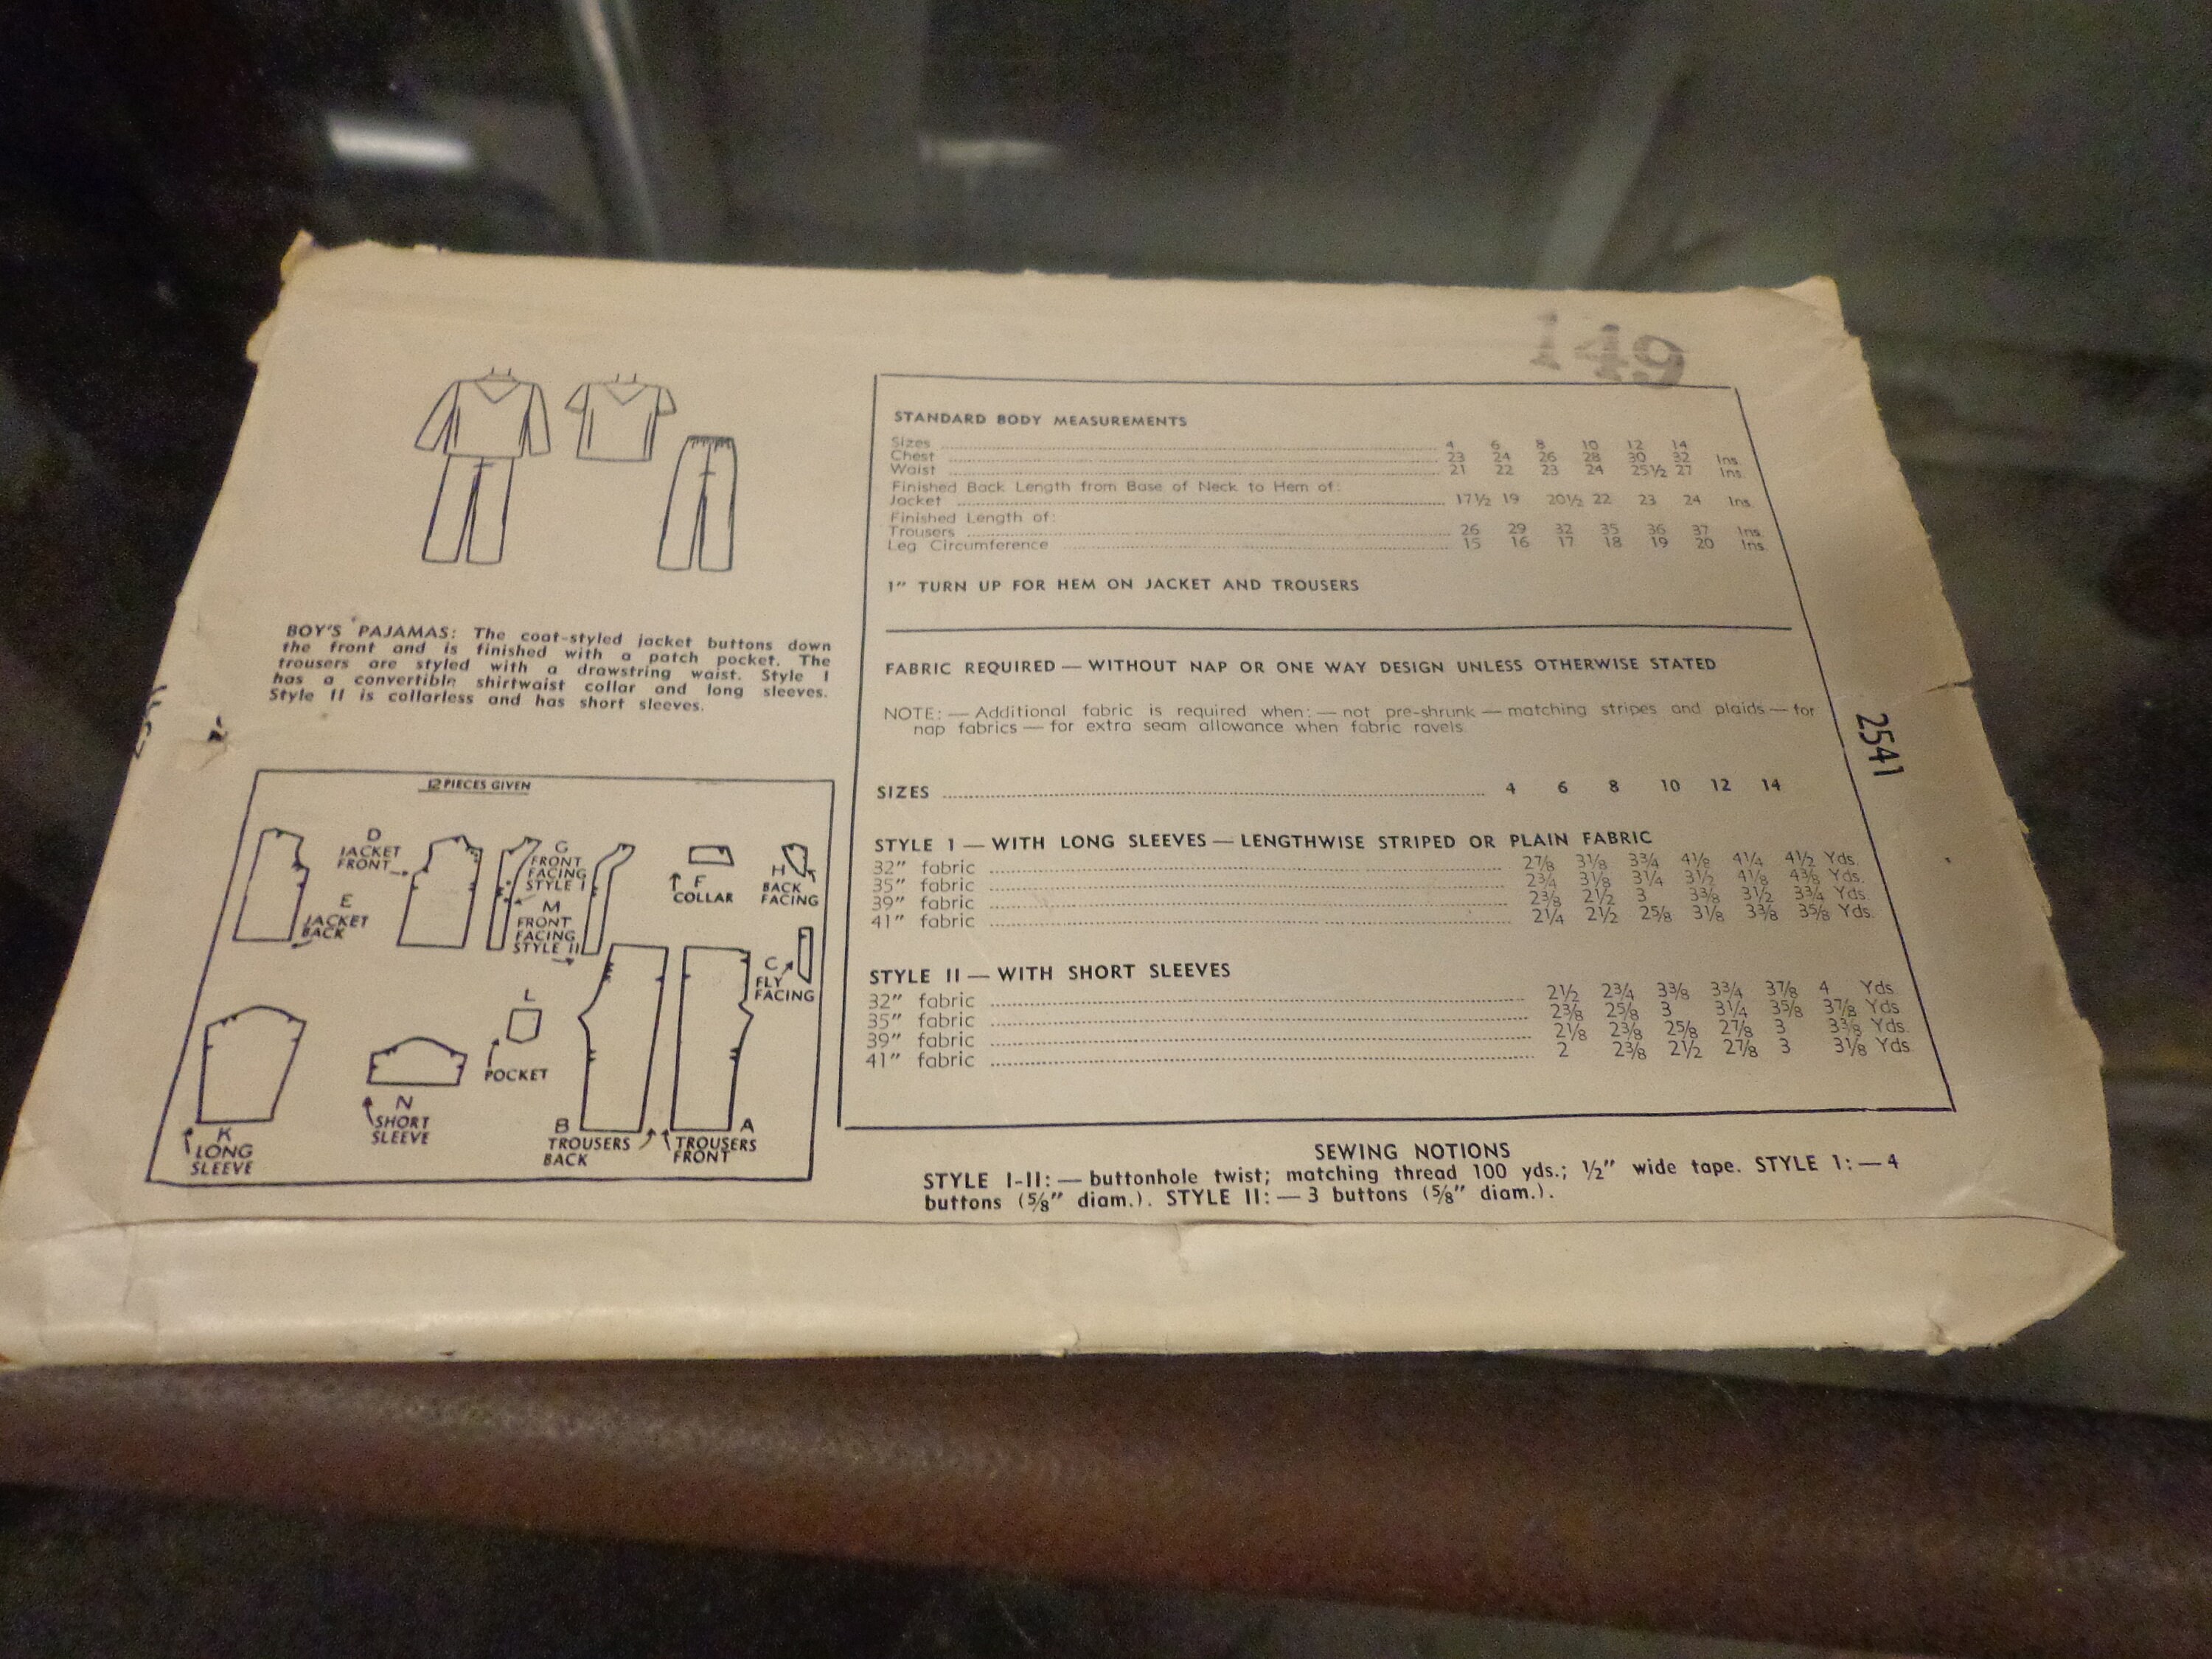 BOY'S PAJAMAS: The coat-styled jacket buttons down
the front and is finished with a patch pocket. The
trousers are styled with a drawstring waist. Style I
has a convertible shirtwaist collar and long sleeves.
Style II is collarless and has short sleeves.
12 PIECES GIVEN
D
JACKET
FRONT
E
JACKET
BACK
G
FRONT
FACING
STYLE I
M
FRONT
FACING
STYLE II
F
COLLAR
H
BACK
FACING
C
FLY
FACING
L
POCKET
K
LONG
SLEEVE
N
SHORT
SLEEVE
B
TROUSERS
BACK
A
TROUSERS
FRONT
STANDARD BODY MEASUREMENTS
Sizes 4 6 8 10 12 14
Chest 23 24 26 28 30 32 Ins.
Waist 21 22 23 24 25½ 27 Ins.
Finished Back Length from Base of Neck to Hem of:
Jacket 17½ 19 20½ 22 23 24 Ins.
Finished Length of:
Trousers 26 29 32 35 36 37 Ins.
Leg Circumference 15 16 17 18 19 20 Ins.
1" TURN UP FOR HEM ON JACKET AND TROUSERS
FABRIC REQUIRED — WITHOUT NAP OR ONE WAY DESIGN UNLESS OTHERWISE STATED
NOTE: — Additional fabric is required when: — not pre-shrunk — matching stripes and plaids — for
nap fabrics — for extra seam allowance when fabric ravels.
SIZES 4 6 8 10 12 14
STYLE I — WITH LONG SLEEVES — LENGTHWISE STRIPED OR PLAIN FABRIC
32" fabric 2⅞ 3⅛ 3¾ 4⅛ 4¼ 4½ Yds.
35" fabric 2¾ 3⅛ 3¼ 3½ 4⅛ 4⅜ Yds.
39" fabric 2⅜ 2½ 3 3⅜ 3½ 3¾ Yds.
41" fabric 2¼ 2½ 2⅝ 3⅛ 3⅜ 3⅝ Yds.
STYLE II — WITH SHORT SLEEVES
32" fabric 2½ 2¾ 3⅜ 3¾ 3⅞ 4 Yds.
35" fabric 2⅜ 2⅝ 3 3¼ 3⅝ 3⅞ Yds.
39" fabric 2⅛ 2⅜ 2⅝ 2⅞ 3 3⅜ Yds.
41" fabric 2 2⅜ 2½ 2⅞ 3 3⅛ Yds.
2541
SEWING NOTIONS
STYLE I-II: — buttonhole twist; matching thread 100 yds.; ½" wide tape. STYLE I: — 4
buttons (⅝" diam.). STYLE II: — 3 buttons (⅝" diam.).